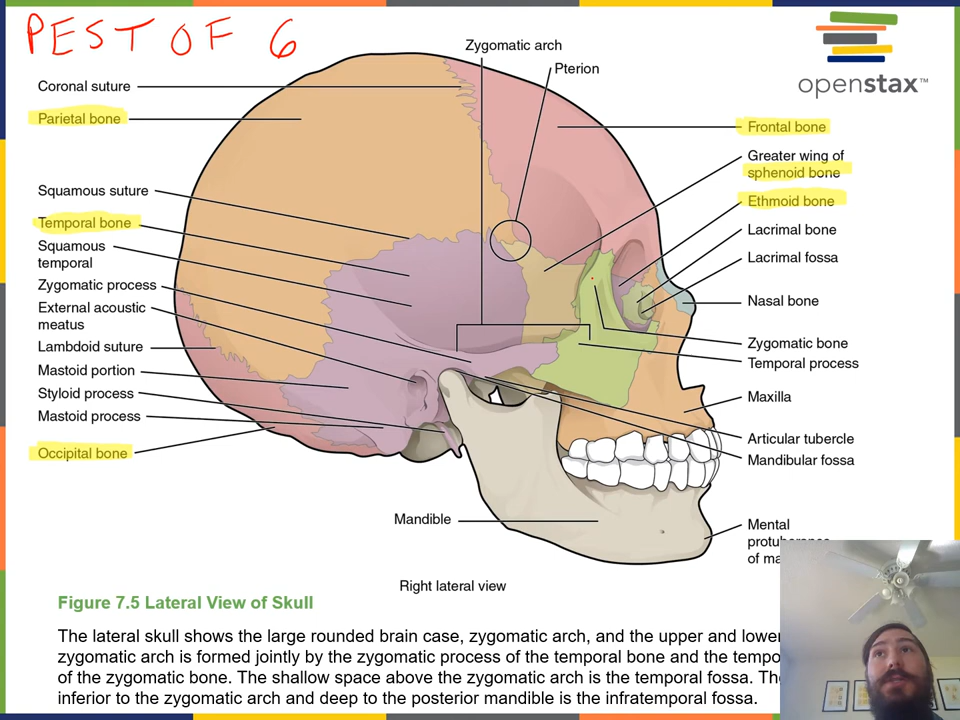 PEST OF 6
openstax™
Zygomatic arch
Pterion
Coronal suture
Parietal bone
Squamous suture
Temporal bone
Squamous
temporal
Zygomatic process
External acoustic
meatus
Lambdoid suture
Mastoid portion
Styloid process
Mastoid process
Occipital bone
Frontal bone
Greater wing of
sphenoid bone
Ethmoid bone
Lacrimal bone
Lacrimal fossa
Nasal bone
Zygomatic bone
Temporal process
Maxilla
Articular tubercle
Mandibular fossa
Mandible
Mental
of
Right lateral view
Figure 7.5 Lateral View of Skull
The lateral skull shows the large rounded brain case, zygomatic arch, and the upper and lower
zygomatic arch is formed jointly by the zygomatic process of the temporal bone and the
of the zygomatic bone. The shallow space above the zygomatic arch is the temporal fossa.
inferior to the zygomatic arch and deep to the posterior mandible is the infratemporal fossa.